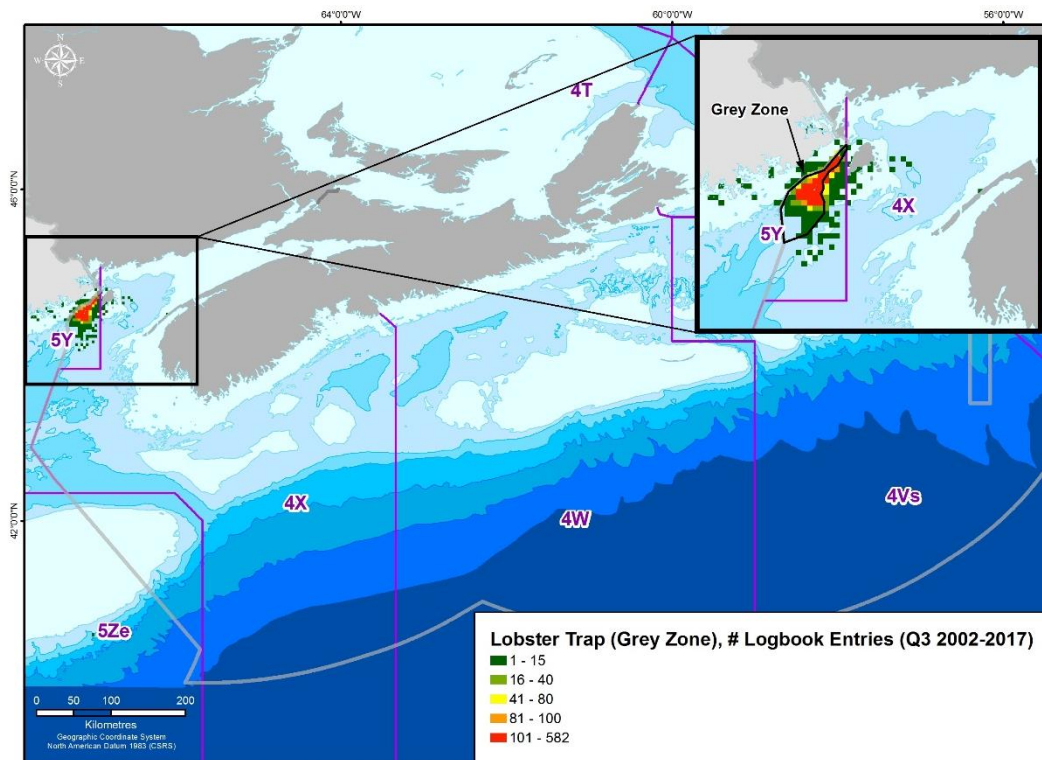 64°0'0"W 60°0'0"W 56°0'0"W
N
W E
S
4T
Grey Zone
4X
5Y
46°0'0"N
5Y
4X
4W
4Vs
42°0'0"N
5Ze
0 50 100 200
Kilometres
Geographic Coordinate System
North American Datum 1983 (CSRS)
Lobster Trap (Grey Zone), # Logbook Entries (Q3 2002-2017)
1 - 15
16 - 40
41 - 80
81 - 100
101 - 582